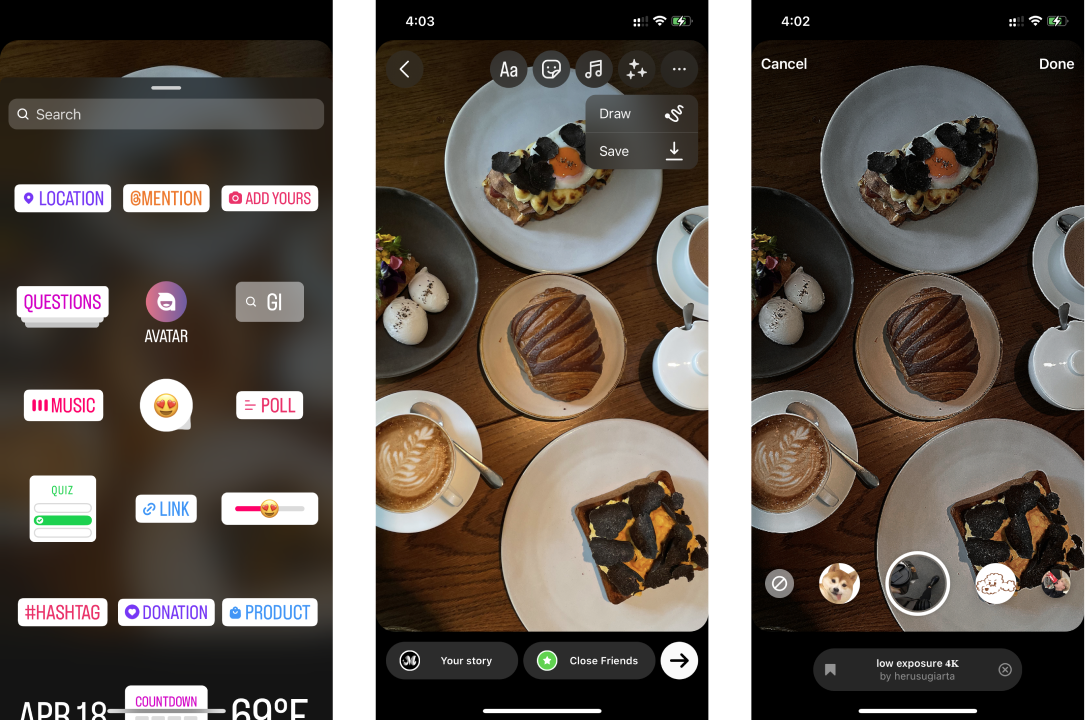 Search
LOCATION
@MENTION
ADD YOURS
QUESTIONS
AVATAR
GI
MUSIC
POLL
QUIZ
LINK
#HASHTAG
DONATION
PRODUCT
APR 18
COUNTDOWN
69°F
4:03
Aa
Draw
Save
Your story
Close Friends
4:02
Cancel
Done
low exposure 4K
by herusugiarta